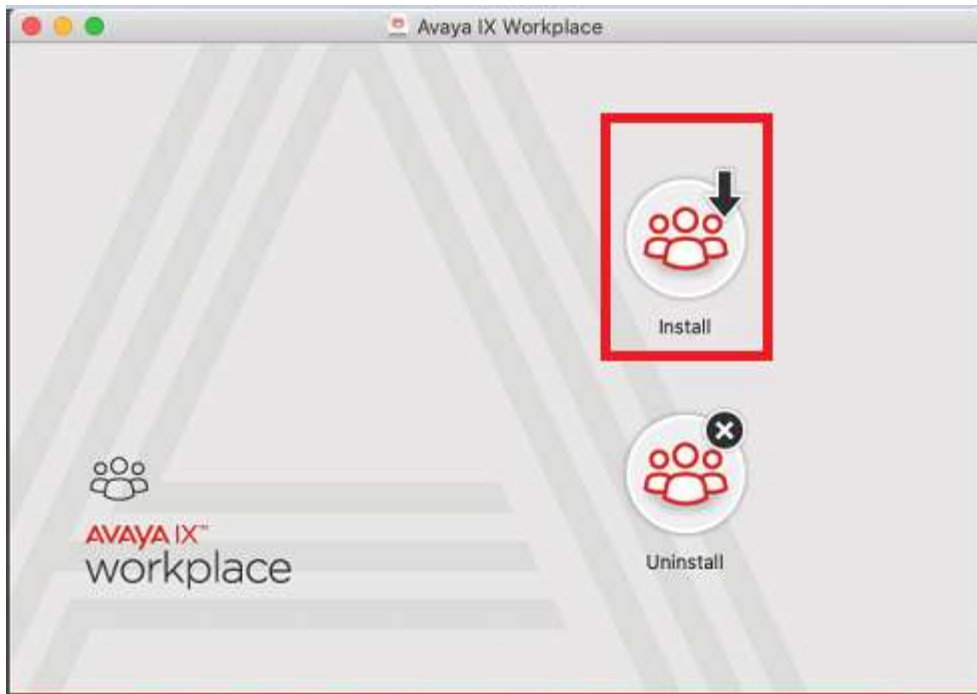 Avaya IX Workplace
Install
Uninstall
AVAYA IX™
workplace